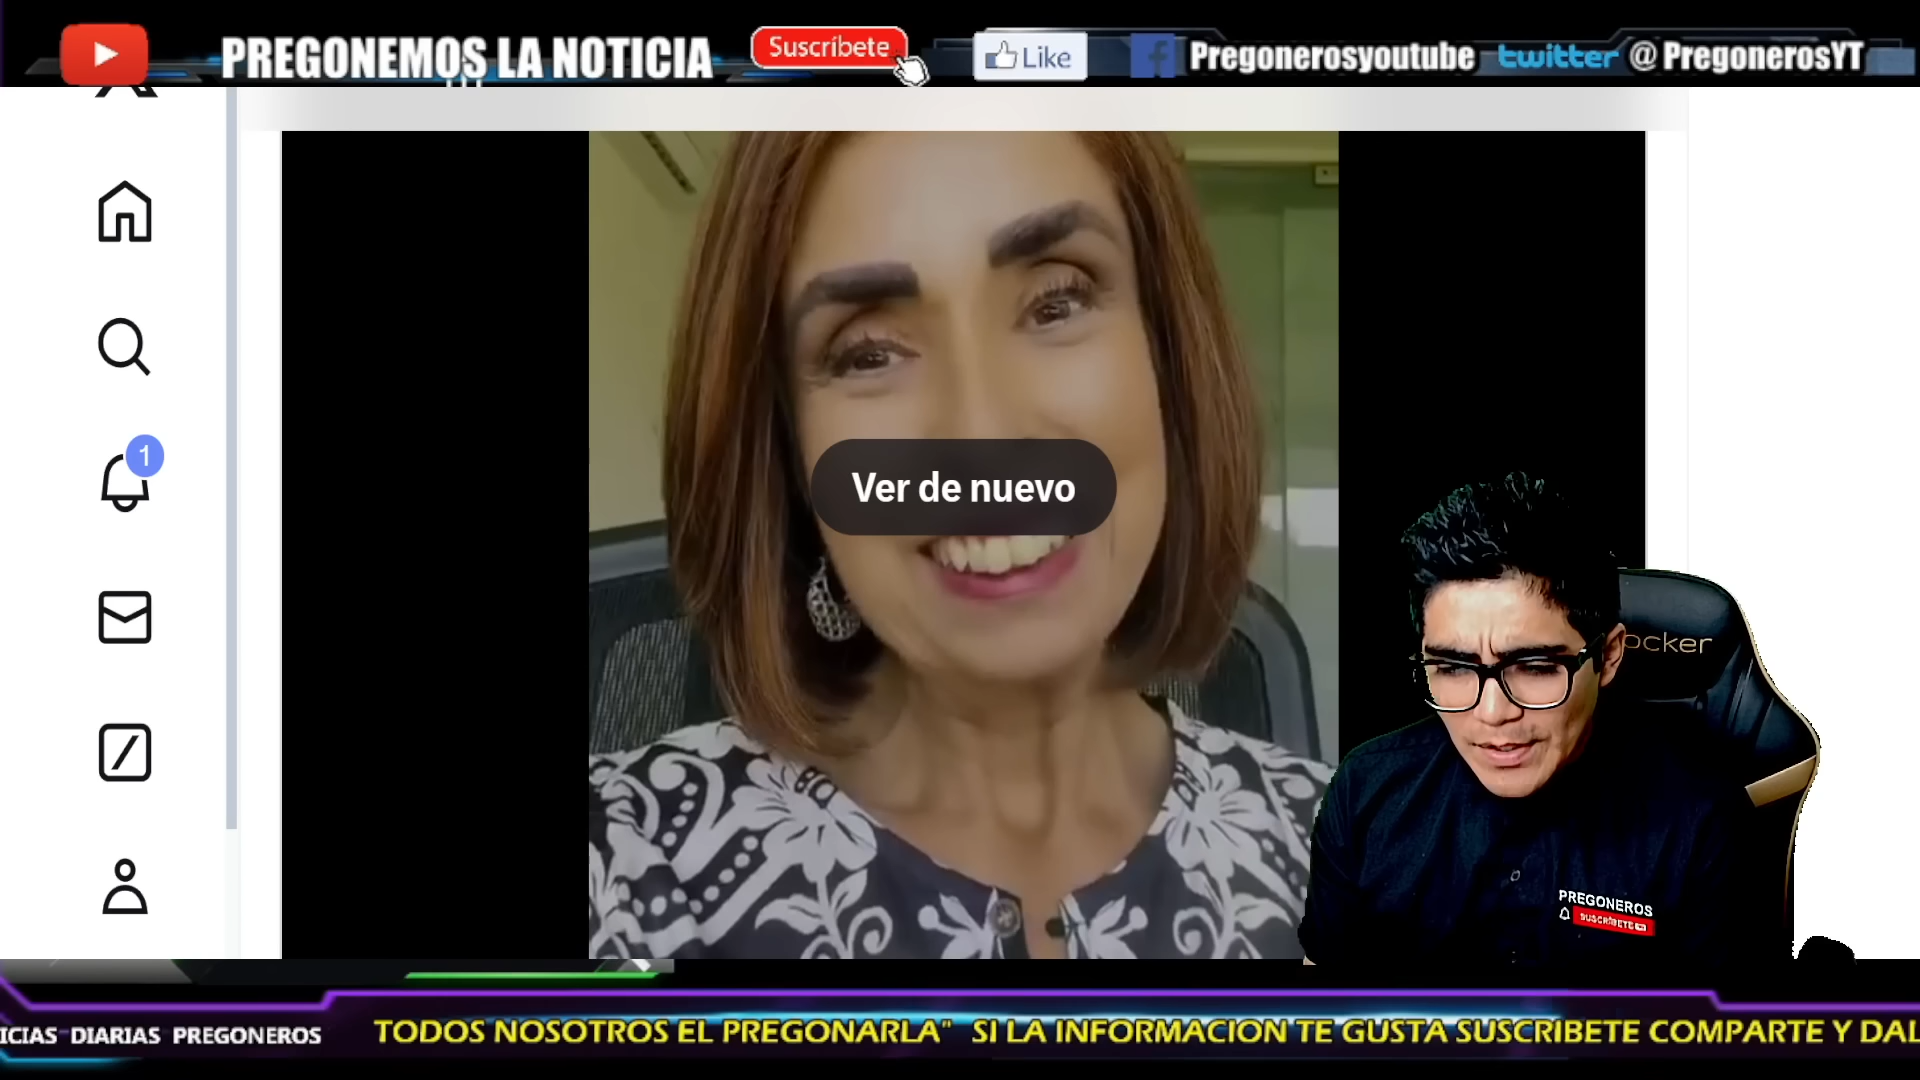 PREGONEMOS LA NOTICIA
Suscríbete
Like
Pregonerosyoutube
twitter @PregonerosYT
1
Ver de nuevo
ocker
PREGONEROS
SUSCRÍBETE
ICIAS DIARIAS PREGONEROS
TODOS NOSOTROS EL PREGONARLA" SI LA INFORMACION TE GUSTA SUSCRIBETE COMPARTE Y DAL